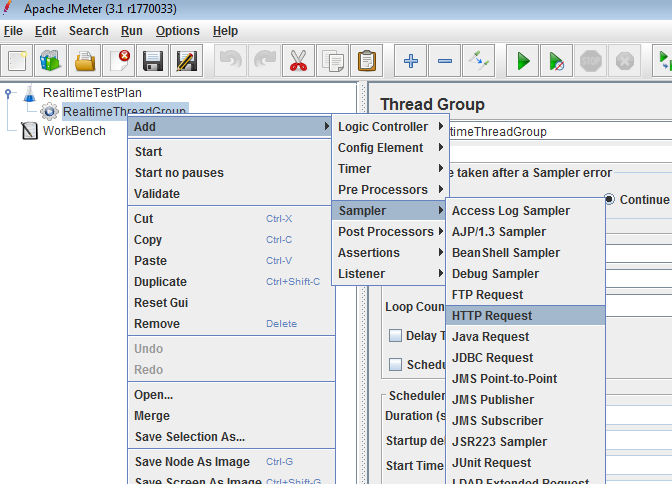 Apache JMeter (3.1 r1770033)
File Edit Search Run Options Help
RealtimeTestPlan
RealtimeThreadGroup
WorkBench
Add
Start
Start no pauses
Validate
Cut Ctrl-X
Copy Ctrl-C
Paste Ctrl-V
Duplicate Ctrl+Shift-C
Reset Gui
Remove Delete
Undo
Redo
Open...
Merge
Save Selection As...
Save Node As Image Ctrl-G
Save Screen As Image Ctrl+Shift-G
Logic Controller
Config Element
Timer
Pre Processors
Sampler
Post Processors
Assertions
Listener
Access Log Sampler
AJP/1.3 Sampler
BeanShell Sampler
Debug Sampler
FTP Request
HTTP Request
Java Request
JDBC Request
JMS Point-to-Point
JMS Publisher
JMS Subscriber
JSR223 Sampler
JUnit Request
LDAP Extended Request
Thread Group
timeThreadGroup
e taken after a Sampler error
Continue
Loop Coun
Delay T
Schedu
Scheduler
Duration (s
Startup del
Start Time